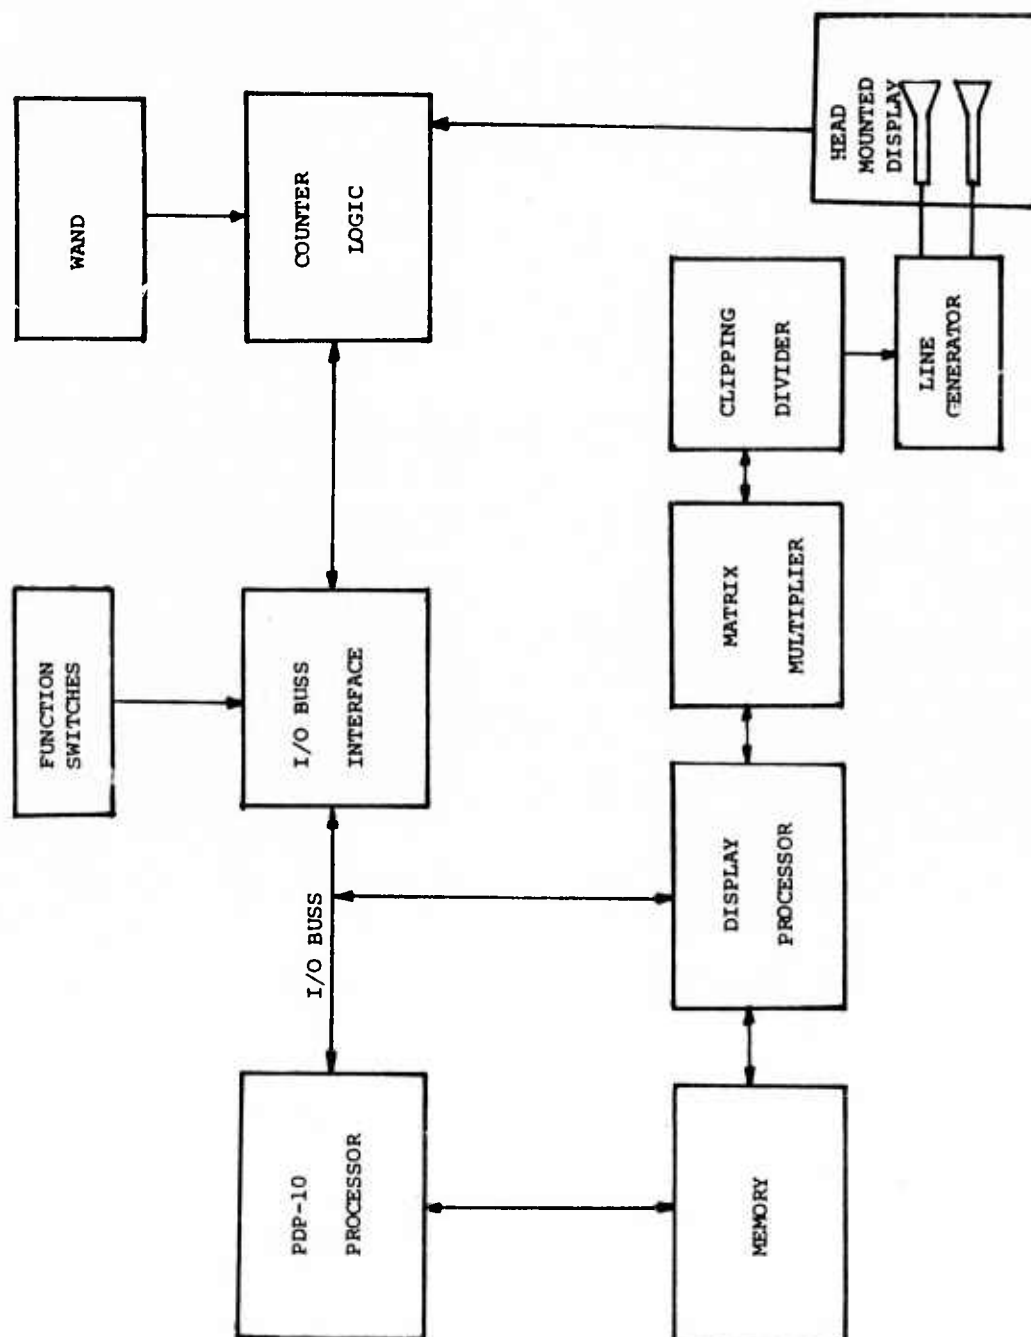 FUNCTION
SWITCHES
WAND
PDP-10
PROCESSOR
I/O BUSS
I/O BUSS
INTERFACE
COUNTER
LOGIC
MEMORY
DISPLAY
PROCESSOR
MATRIX
MULTIPLIER
CLIPPING
DIVIDER
LINE
GENERATOR
HEAD
MOUNTED
DISPLAY